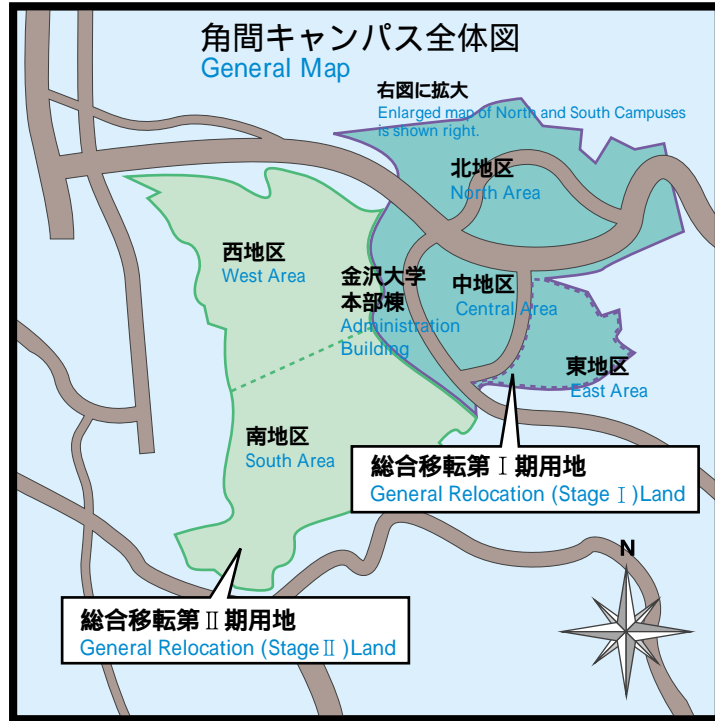 角間キャンパス全体図
General Map
右図に拡大
Enlarged map of North and South Campuses
is shown right.
北地区
North Area
西地区
West Area
金沢大学
本部棟
Administration
Building
中地区
Central Area
東地区
East Area
南地区
South Area
総合移転第Ⅰ期用地
General Relocation (Stage Ⅰ)Land
N
総合移転第Ⅱ期用地
General Relocation (StageⅡ)Land